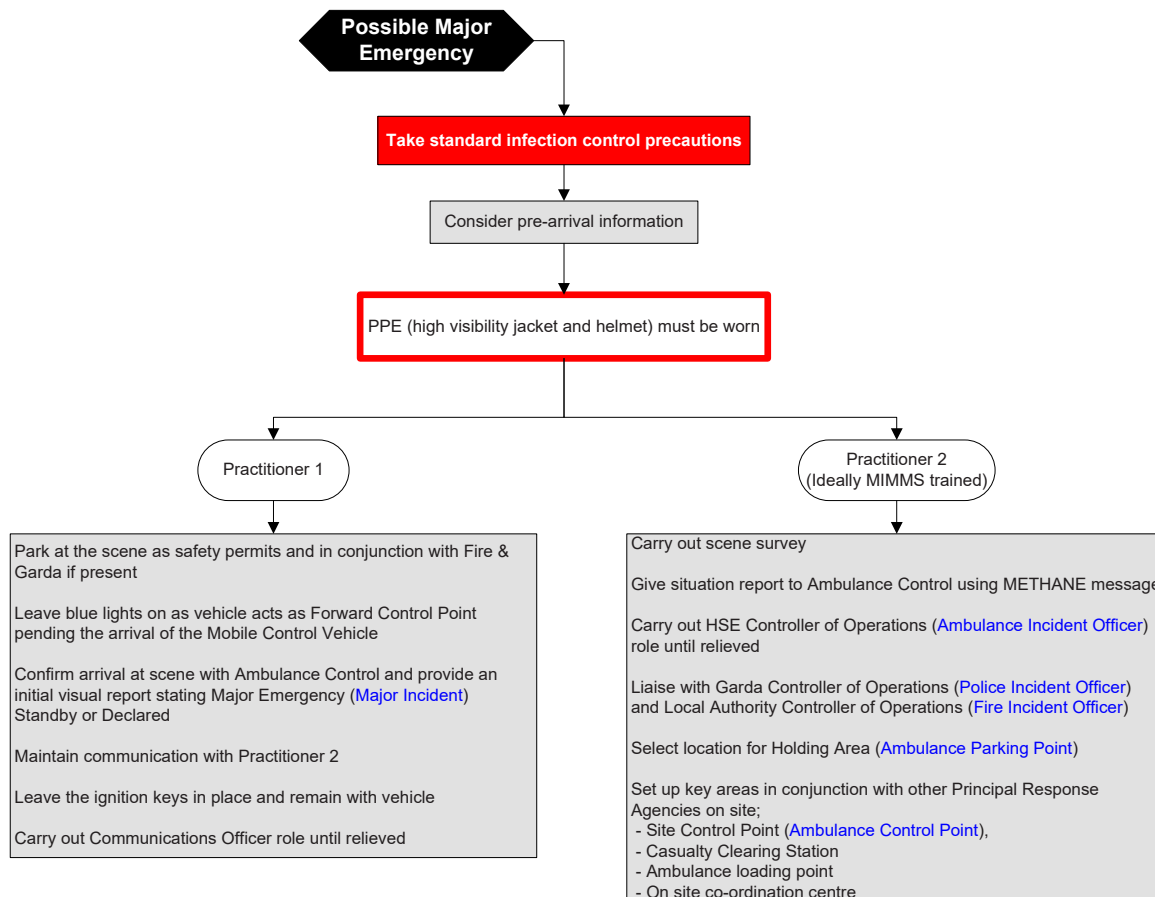 Possible Major
Emergency
Take standard infection control precautions
Consider pre-arrival information
PPE (high visibility jacket and helmet) must be worn
Practitioner 1
Park at the scene as safety permits and in conjunction with Fire &
Garda if present
Leave blue lights on as vehicle acts as Forward Control Point
pending the arrival of the Mobile Control Vehicle
Confirm arrival at scene with Ambulance Control and provide an
initial visual report stating Major Emergency (Major Incident)
Standby or Declared
Maintain communication with Practitioner 2
Leave the ignition keys in place and remain with vehicle
Carry out Communications Officer role until relieved
Practitioner 2
(Ideally MIMMS trained)
Carry out scene survey
Give situation report to Ambulance Control using METHANE message
Carry out HSE Controller of Operations (Ambulance Incident Officer)
role until relieved
Liaise with Garda Controller of Operations (Police Incident Officer)
and Local Authority Controller of Operations (Fire Incident Officer)
Select location for Holding Area (Ambulance Parking Point)
Set up key areas in conjunction with other Principal Response
Agencies on site;
- Site Control Point (Ambulance Control Point),
- Casualty Clearing Station
- Ambulance loading point
- On site co-ordination centre